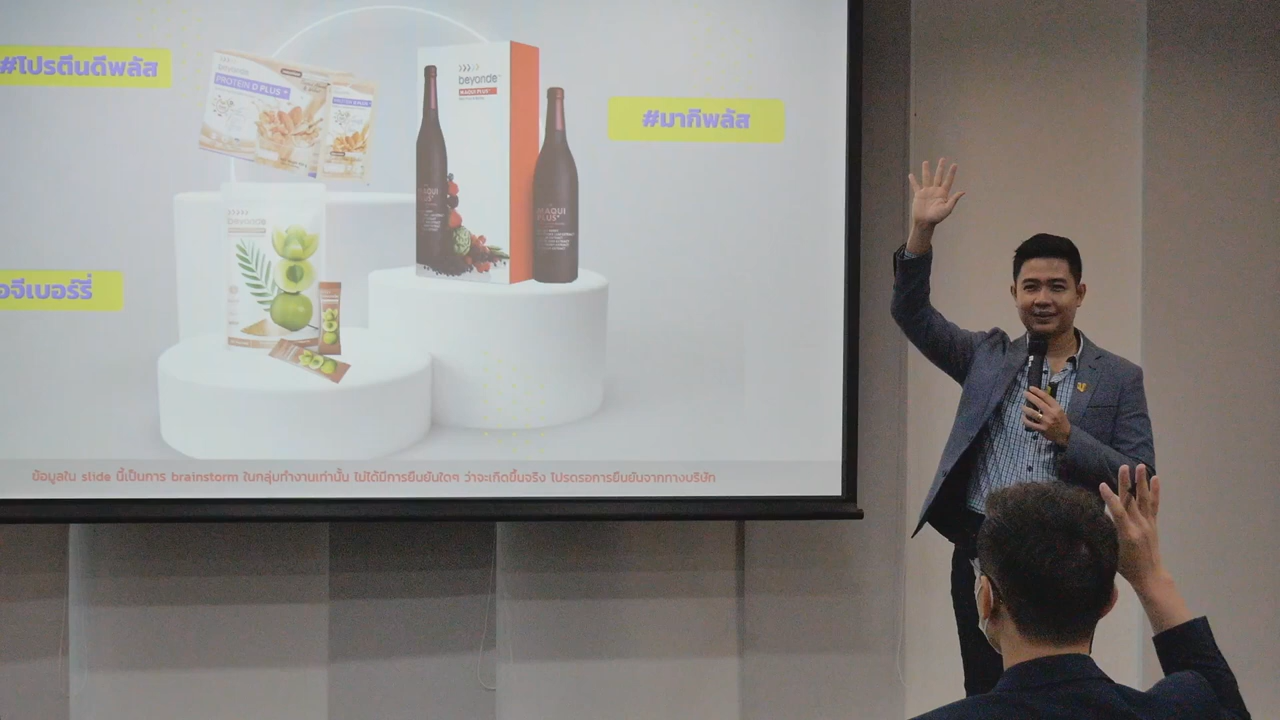 #โปรตีนดีพลัส
beyonde
PROTEIN D PLUS+
beyonde
MAQUI PLUS+
#มากิพลัส
MAQUI
PLUS+
MAQUI
PLUS+
beyonde
อจีเบอร์รี่
ข้อมูลใน slide นี้เป็นการ brainstorm ในกลุ่มทำงานเท่านั้น ไม่ได้มีการยืนยันใดๆ ว่าจะเกิดขึ้นจริง โปรดรอการยืนยันจากทางบริษัท